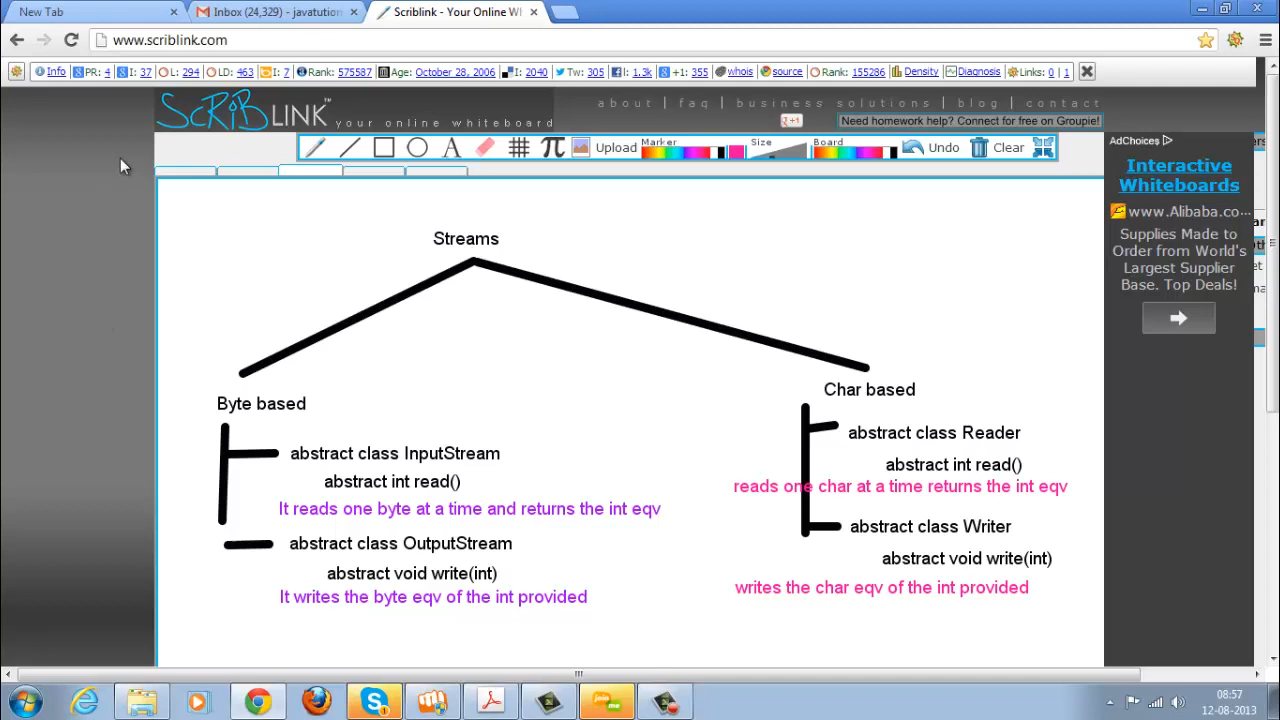 New Tab
Inbox (24,329) - javatution
Scriblink - Your Online Wh
www.scriblink.com
Info PR: 4 I: 37 L: 294 LD: 463 I: 7 Rank: 575587 Age: October 28, 2006 I: 2040 Tw: 305 l: 1.3k +1: 355 whois source Rank: 155286 Density Diagnosis Links: 0 | 1
SCRIBLINK™
your online whiteboard
about | faq | business solutions | blog | contact
+1
Need homework help? Connect for free on Groupie!
A π Upload Marker Size Board Undo Clear
AdChoices
Interactive
Whiteboards
www.Alibaba.co...
Supplies Made to
Order from World's
Largest Supplier
Base. Top Deals!
Streams
Byte based
abstract class InputStream
abstract int read()
It reads one byte at a time and returns the int eqv
abstract class OutputStream
abstract void write(int)
It writes the byte eqv of the int provided
Char based
abstract class Reader
abstract int read()
reads one char at a time returns the int eqv
abstract class Writer
abstract void write(int)
writes the char eqv of the int provided
08:57
12-08-2013